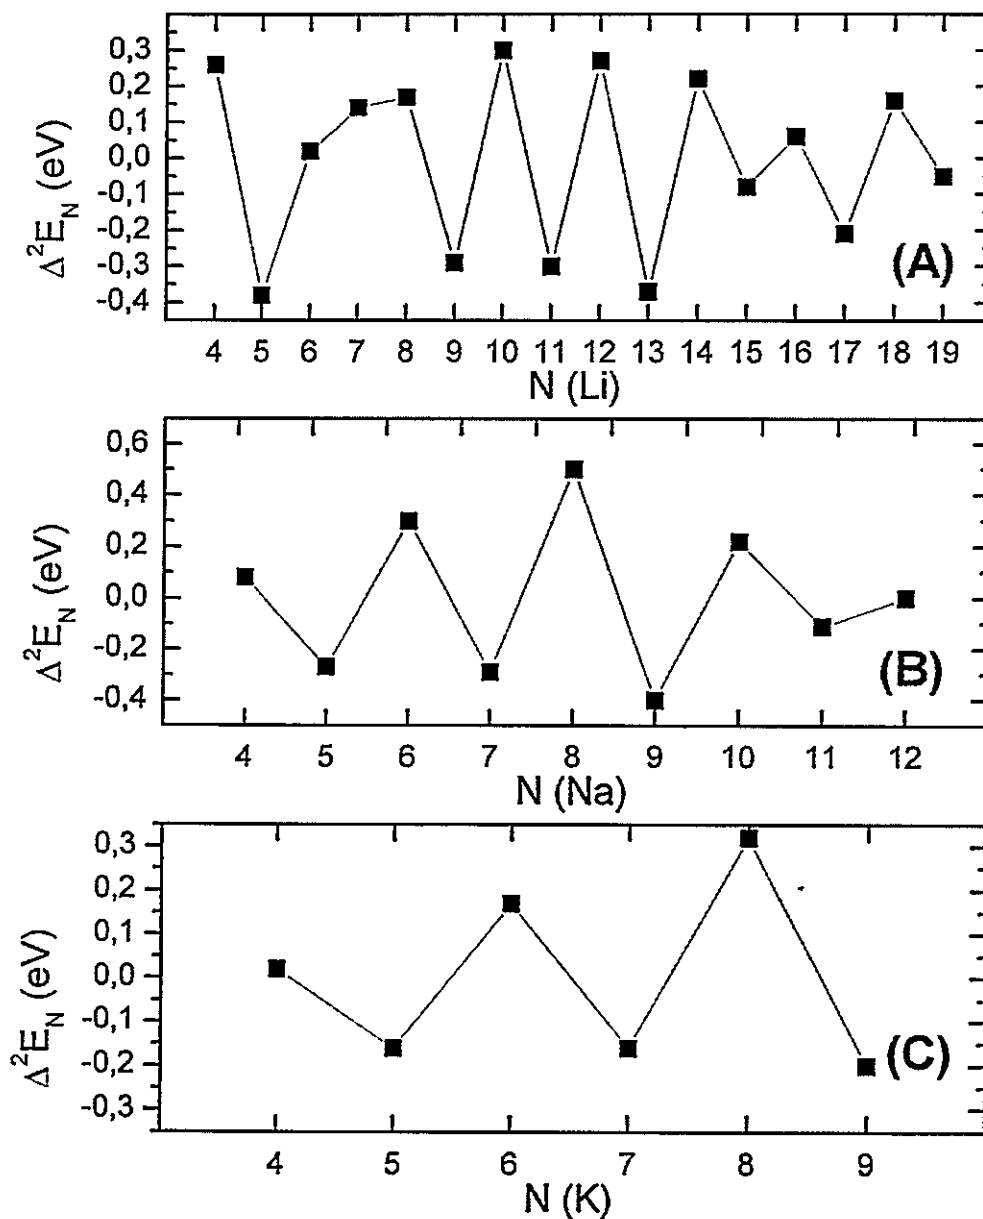 0,3
0,2
0,1
0,0
-0,1
-0,2
-0,3
-0,4
Δ²E_N (eV)
(A)
4 5 6 7 8 9 10 11 12 13 14 15 16 17 18 19
N (Li)
0,6
0,4
0,2
0,0
-0,2
-0,4
Δ²E_N (eV)
(B)
4 5 6 7 8 9 10 11 12
N (Na)
0,3
0,2
0,1
0,0
-0,1
-0,2
-0,3
Δ²E_N (eV)
(C)
4 5 6 7 8 9
N (K)